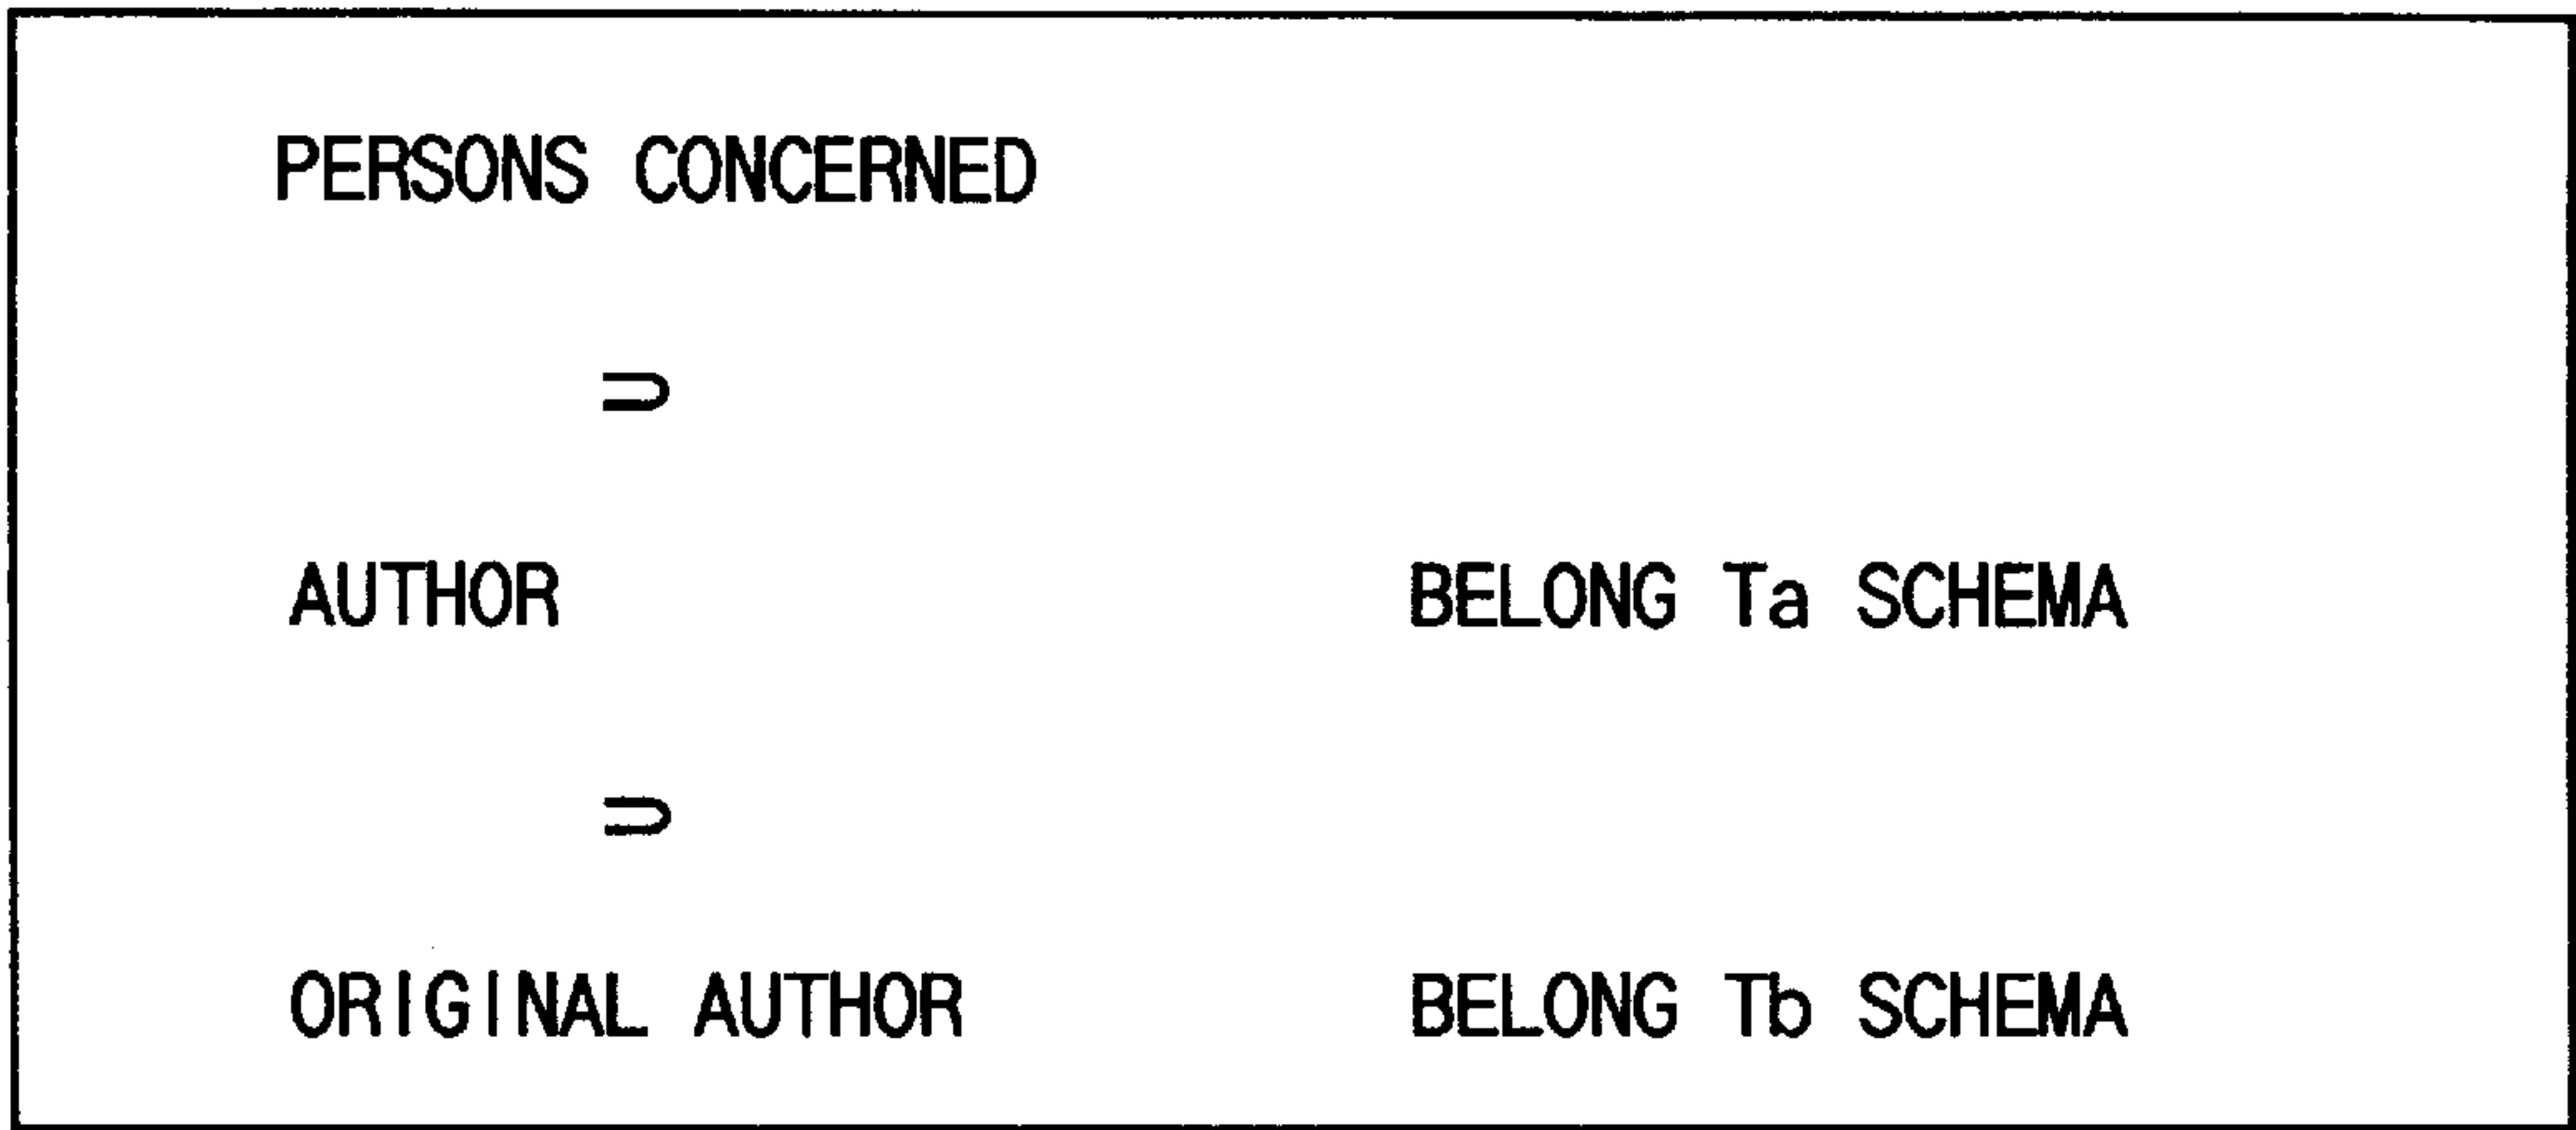 PERSONS CONCERNED
⊃
AUTHOR BELONG Ta SCHEMA
⊃
ORIGINAL AUTHOR BELONG Tb SCHEMA